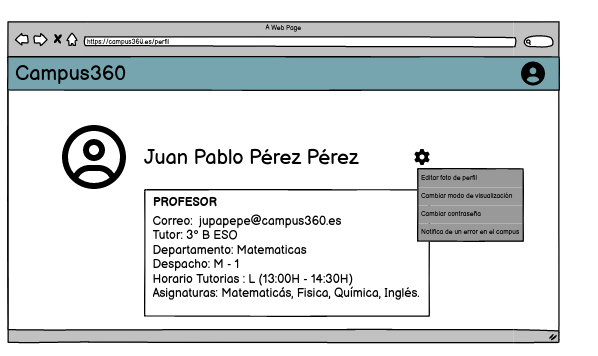 A Web Page
https://campus360.es/perfil
Campus360
Juan Pablo Pérez Pérez
Editar foto de perfil
Cambiar modo de visualización
Cambiar contraseña
Notifica de un error en el campus
PROFESOR
Correo: jupapepe@campus360.es
Tutor: 3º B ESO
Departamento: Matematicas
Despacho: M - 1
Horario Tutorias : L (13:00H - 14:30H)
Asignaturas: Matematicás, Fisica, Química, Inglés.